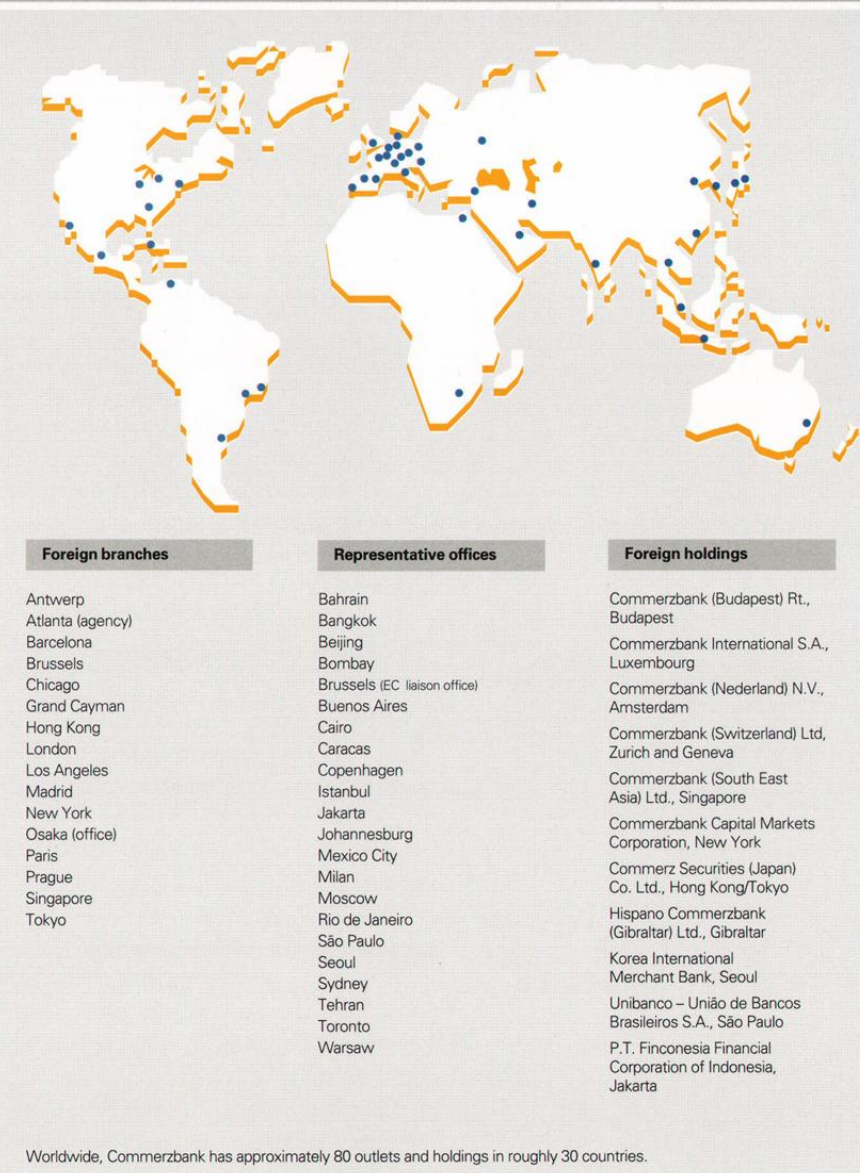 Foreign branches
Antwerp
Atlanta (agency)
Barcelona
Brussels
Chicago
Grand Cayman
Hong Kong
London
Los Angeles
Madrid
New York
Osaka (office)
Paris
Prague
Singapore
Tokyo
Representative offices
Bahrain
Bangkok
Beijing
Bombay
Brussels (EC liaison office)
Buenos Aires
Cairo
Caracas
Copenhagen
Istanbul
Jakarta
Johannesburg
Mexico City
Milan
Moscow
Rio de Janeiro
São Paulo
Seoul
Sydney
Tehran
Toronto
Warsaw
Foreign holdings
Commerzbank (Budapest) Rt.,
Budapest
Commerzbank International S.A.,
Luxembourg
Commerzbank (Nederland) N.V.,
Amsterdam
Commerzbank (Switzerland) Ltd,
Zurich and Geneva
Commerzbank (South East
Asia) Ltd., Singapore
Commerzbank Capital Markets
Corporation, New York
Commerz Securities (Japan)
Co. Ltd., Hong Kong/Tokyo
Hispano Commerzbank
(Gibraltar) Ltd., Gibraltar
Korea International
Merchant Bank, Seoul
Unibanco – União de Bancos
Brasileiros S.A., São Paulo
P.T. Finconesia Financial
Corporation of Indonesia,
Jakarta
Worldwide, Commerzbank has approximately 80 outlets and holdings in roughly 30 countries.